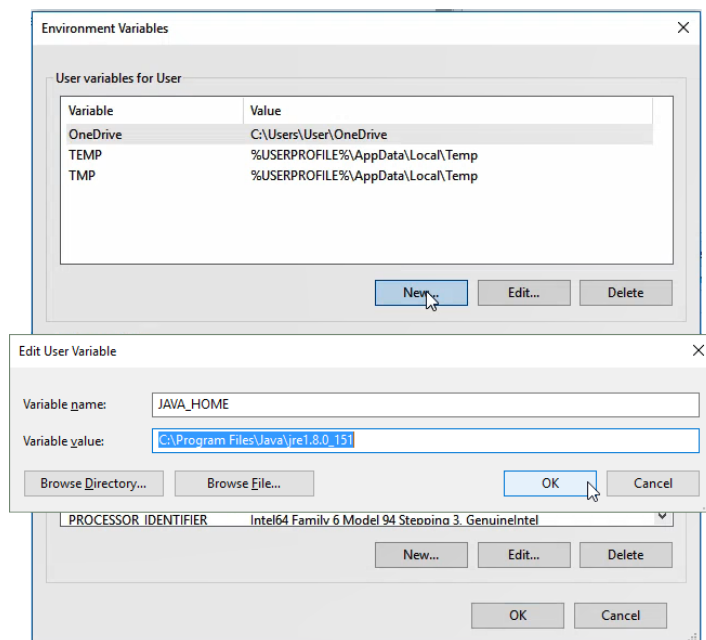 Environment Variables
User variables for User
Variable Value
OneDrive C:\Users\User\OneDrive
TEMP %USERPROFILE%\AppData\Local\Temp
TMP %USERPROFILE%\AppData\Local\Temp
New... Edit... Delete
Edit User Variable
Variable name: JAVA_HOME
Variable value: C:\Program Files\Java\jre1.8.0_151
Browse Directory... Browse File... OK Cancel
PROCESSOR_IDENTIFIER Intel64 Family 6 Model 94 Stepping 3, GenuineIntel
New... Edit... Delete
OK Cancel